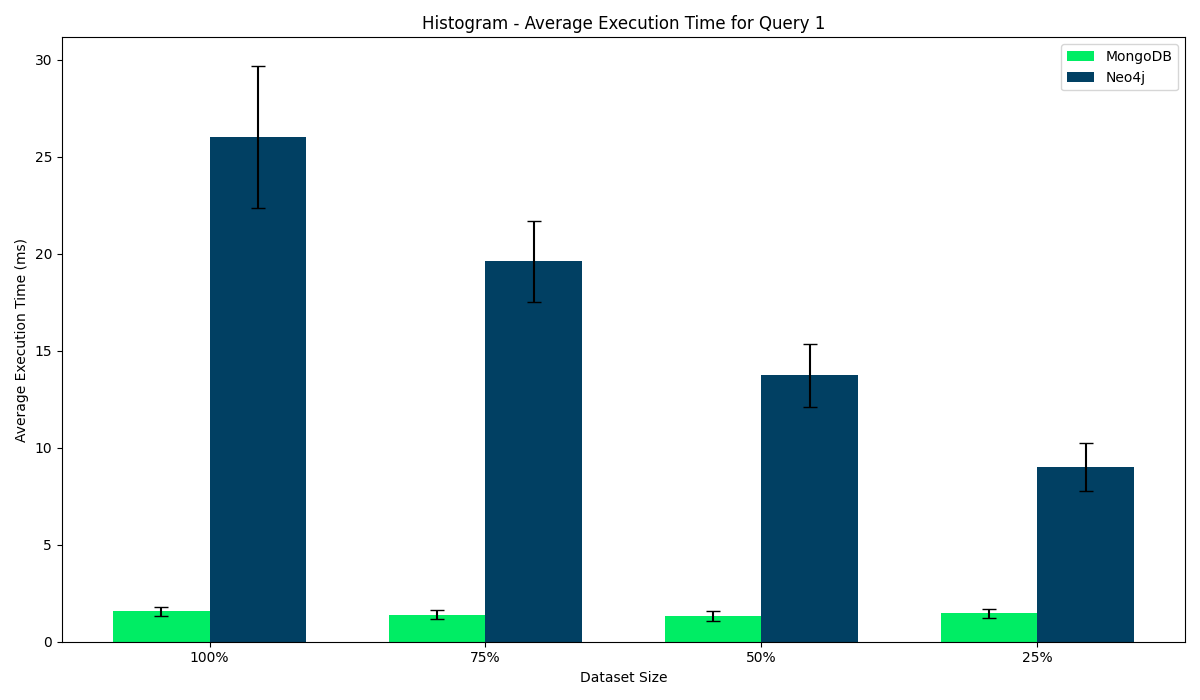 Histogram - Average Execution Time for Query 1
MongoDB
Neo4j
Average Execution Time (ms)
30
25
20
15
10
5
0
100%
75%
50%
25%
Dataset Size